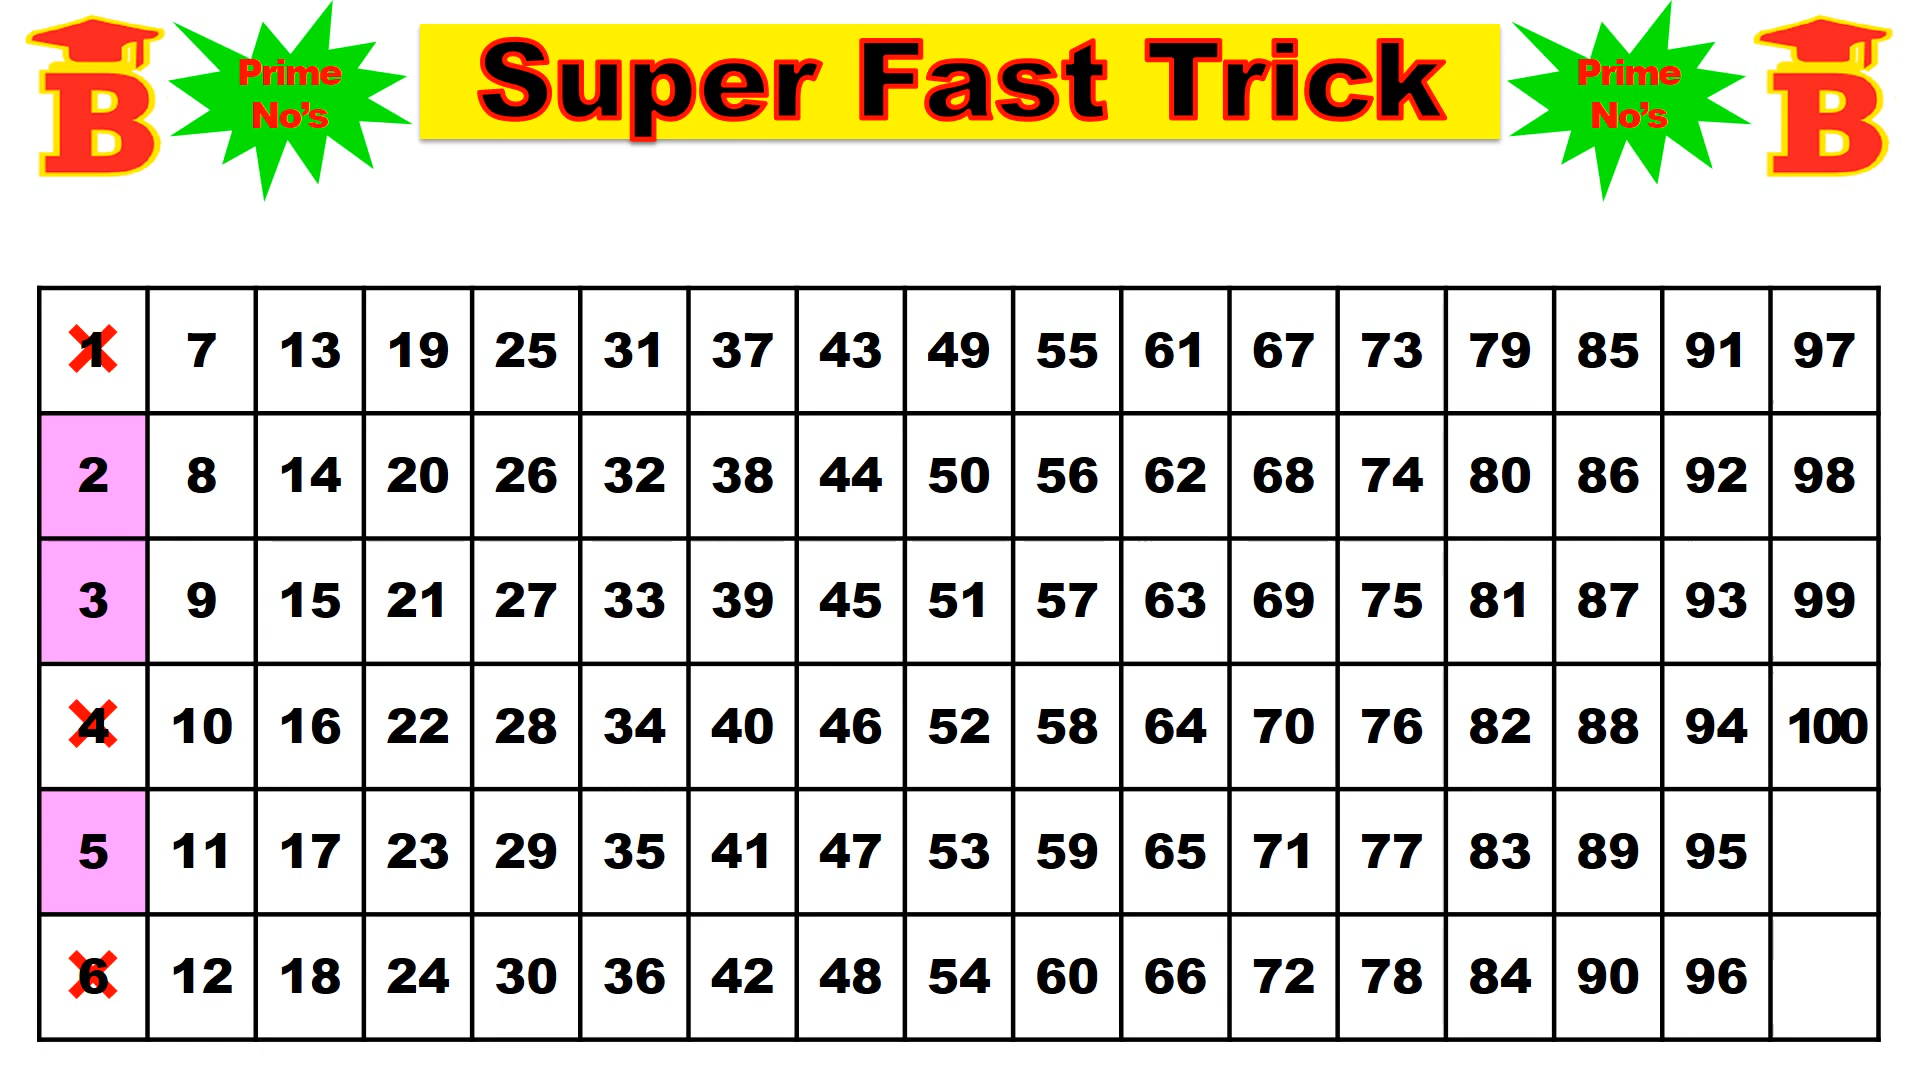 B
Prime
No's
Super Fast Trick
Prime
No's
B
1 7 13 19 25 31 37 43 49 55 61 67 73 79 85 91 97
2 8 14 20 26 32 38 44 50 56 62 68 74 80 86 92 98
3 9 15 21 27 33 39 45 51 57 63 69 75 81 87 93 99
4 10 16 22 28 34 40 46 52 58 64 70 76 82 88 94 100
5 11 17 23 29 35 41 47 53 59 65 71 77 83 89 95
6 12 18 24 30 36 42 48 54 60 66 72 78 84 90 96